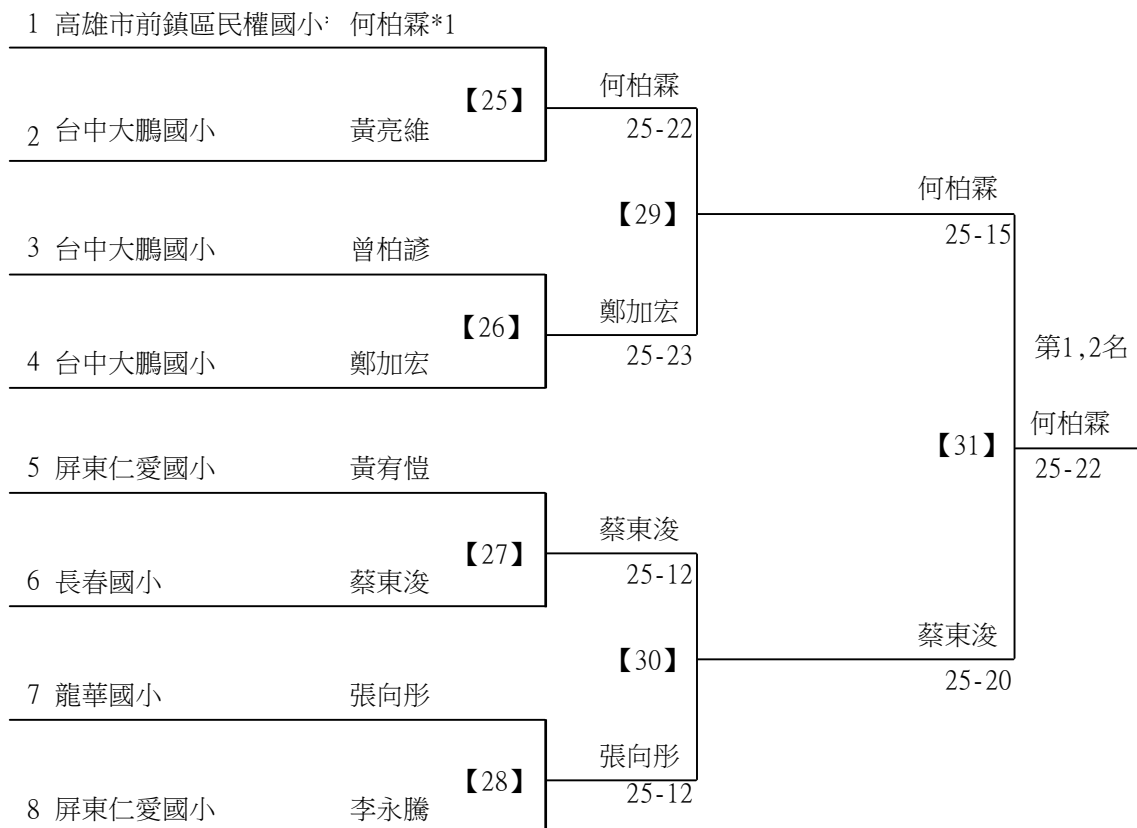 1 高雄市前鎮區民權國小 何柏霖*1
何柏霖
【25】
25-22
2 台中大鵬國小 黃亮維
何柏霖
【29】
25-15
3 台中大鵬國小 曾柏諺
鄭加宏
【26】
25-23
第1,2名
4 台中大鵬國小 鄭加宏
何柏霖
【31】
25-22
5 屏東仁愛國小 黃宥愷
蔡東浚
【27】
25-12
6 長春國小 蔡東浚
蔡東浚
【30】
25-20
7 龍華國小 張向彤
張向彤
【28】
25-12
8 屏東仁愛國小 李永騰